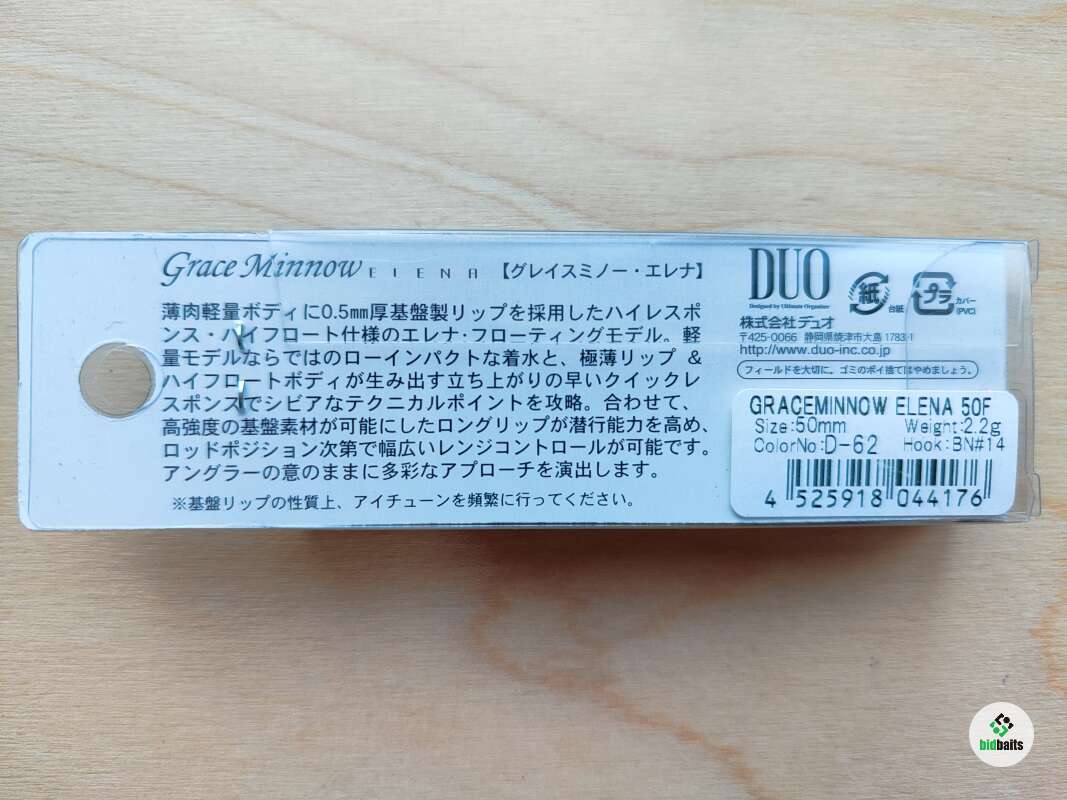 Grace Minnow ELENA 【グレイスミノー・エレナ】
薄肉軽量ボディに0.5mm厚基盤製リップを採用したハイレスポ
ンス・ハイフロート仕様のエレナ・フローティングモデル。軽
量モデルならではのローインパクトな着水と、極薄リップ &
ハイフロートボディが生み出す立ち上がりの早いクイックレ
スポンスでシビアなテクニカルポイントを攻略。合わせて、
高強度の基盤素材が可能にしたロングリップが潜行能力を高め、
ロッドポジション次第で幅広いレンジコントロールが可能です。
アングラーの意のままに多彩なアプローチを演出します。
※基盤リップの性質上、アイチューンを頻繁に行ってください。
DUO
Designed by Ultimate Organizer
紙 台紙
プラ カバー
(PVC)
株式会社デュオ
〒425-0066 静岡県焼津市大島 1783-1
http://www.duo-inc.co.jp
フィールドを大切に。ゴミのポイ捨てはやめましょう。
GRACEMINNOW ELENA 50F
Size:50mm Weight:2.2g
ColorNo:D-62 Hook:BN#14
4 525918 044176
bidbaits